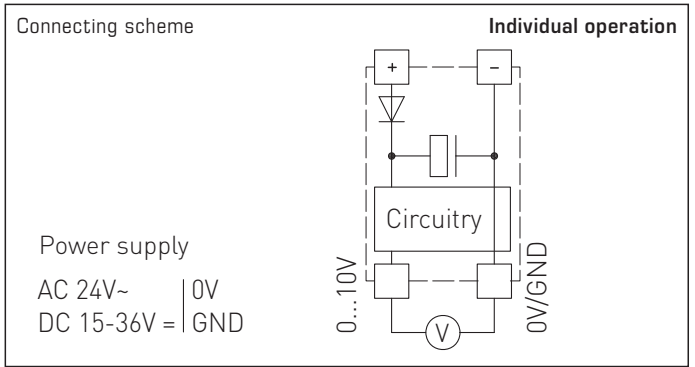 Connecting scheme
Individual operation
+
−
Circuitry
Power supply
AC 24V~ 0V
DC 15-36V = GND
0...10V
0V/GND
V